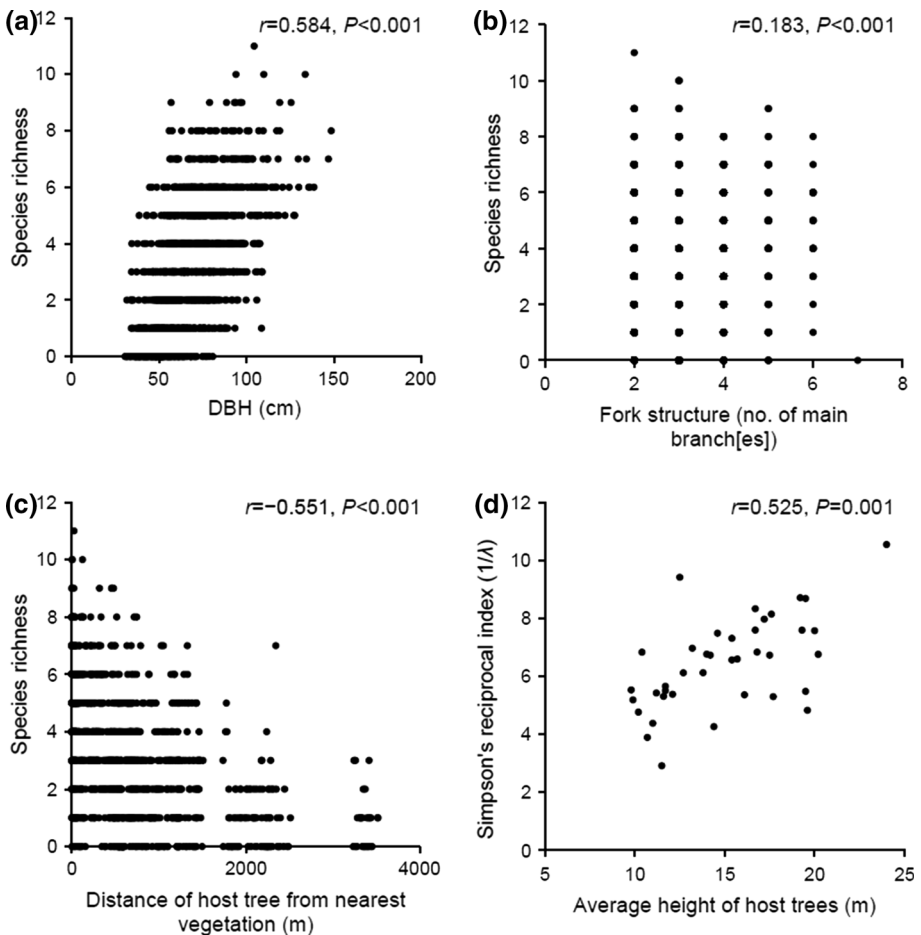 (a)
r=0.584, P<0.001
12
10
8
6
4
2
0
Species richness
0 50 100 150 200
DBH (cm)
(b)
r=0.183, P<0.001
12
10
8
6
4
2
0
Species richness
0 2 4 6 8
Fork structure (no. of main
branch[es])
(c)
r=−0.551, P<0.001
12
10
8
6
4
2
0
Species richness
0 2000 4000
Distance of host tree from nearest
vegetation (m)
(d)
r=0.525, P=0.001
12
10
8
6
4
2
0
Simpson's reciprocal index (1/λ)
5 10 15 20 25
Average height of host trees (m)